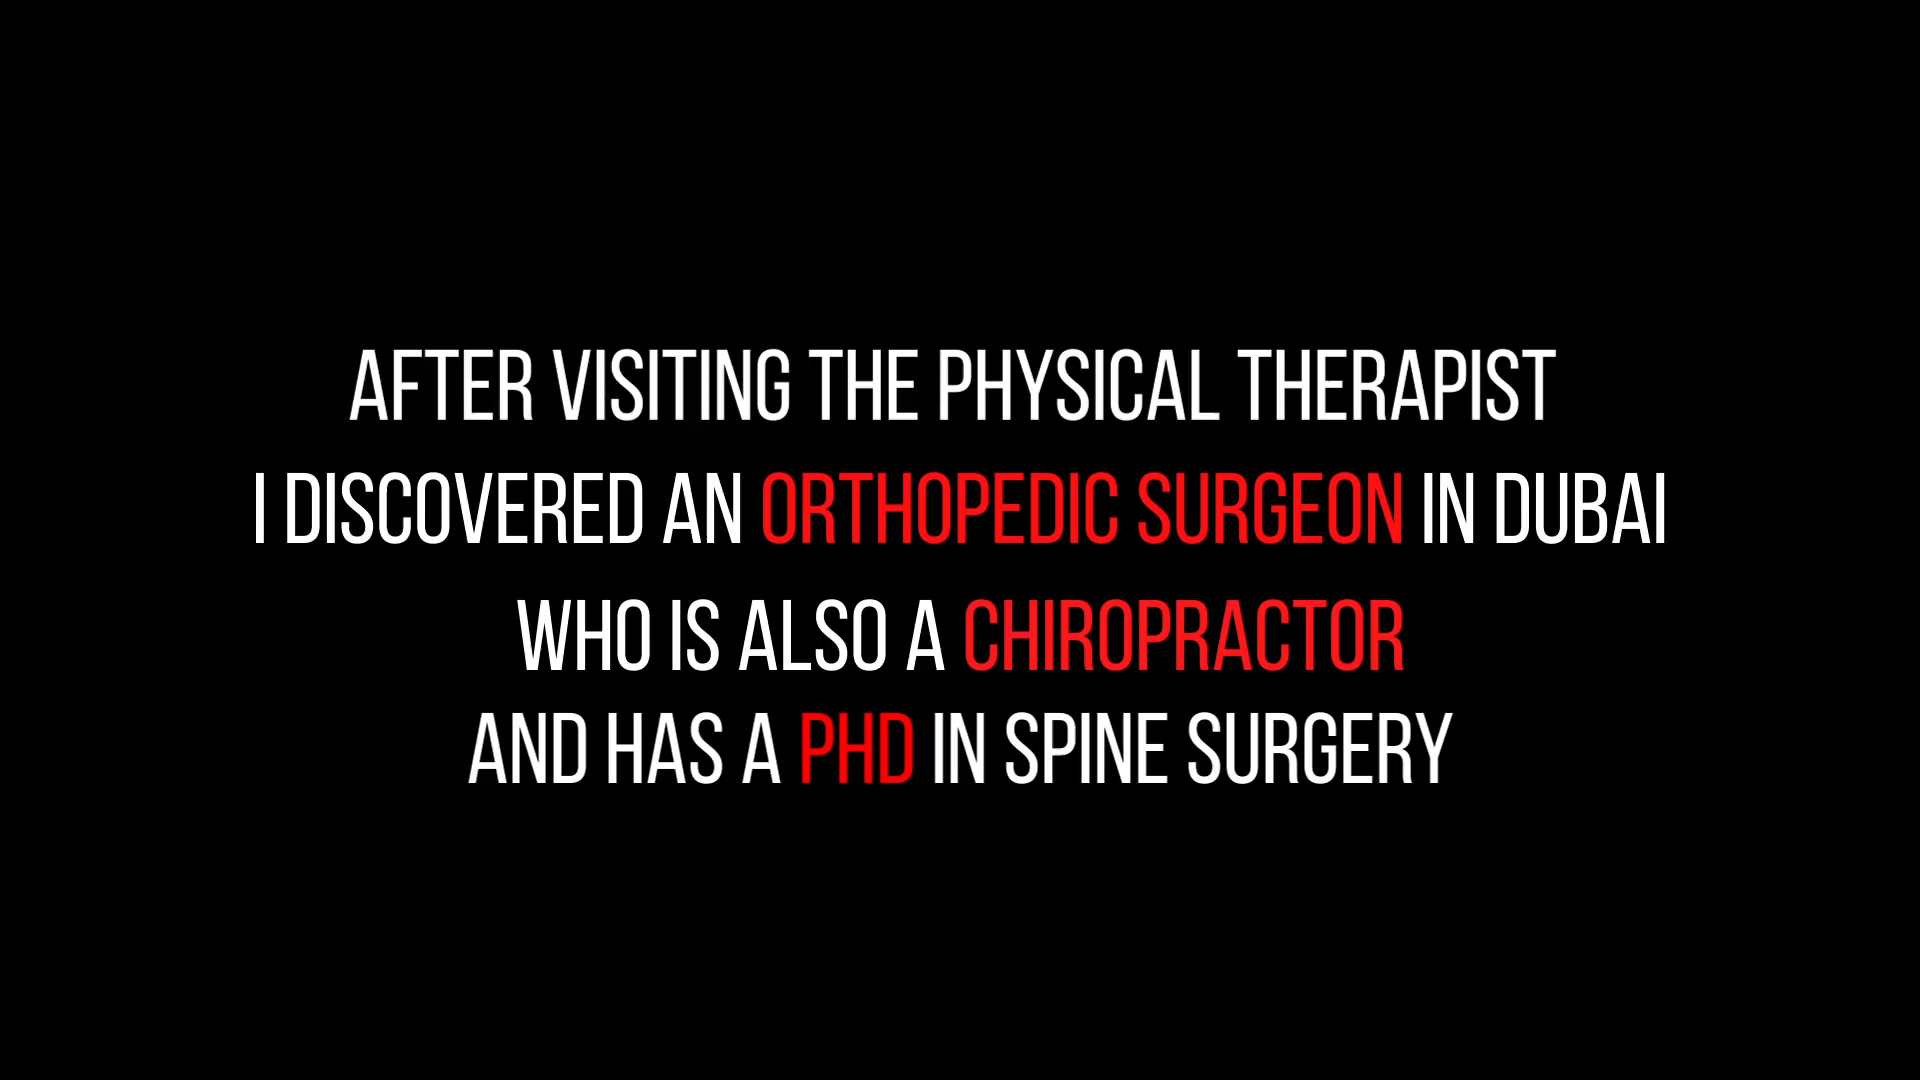 AFTER VISITING THE PHYSICAL THERAPIST
I DISCOVERED AN ORTHOPEDIC SURGEON IN DUBAI
WHO IS ALSO A CHIROPRACTOR
AND HAS A PHD IN SPINE SURGERY